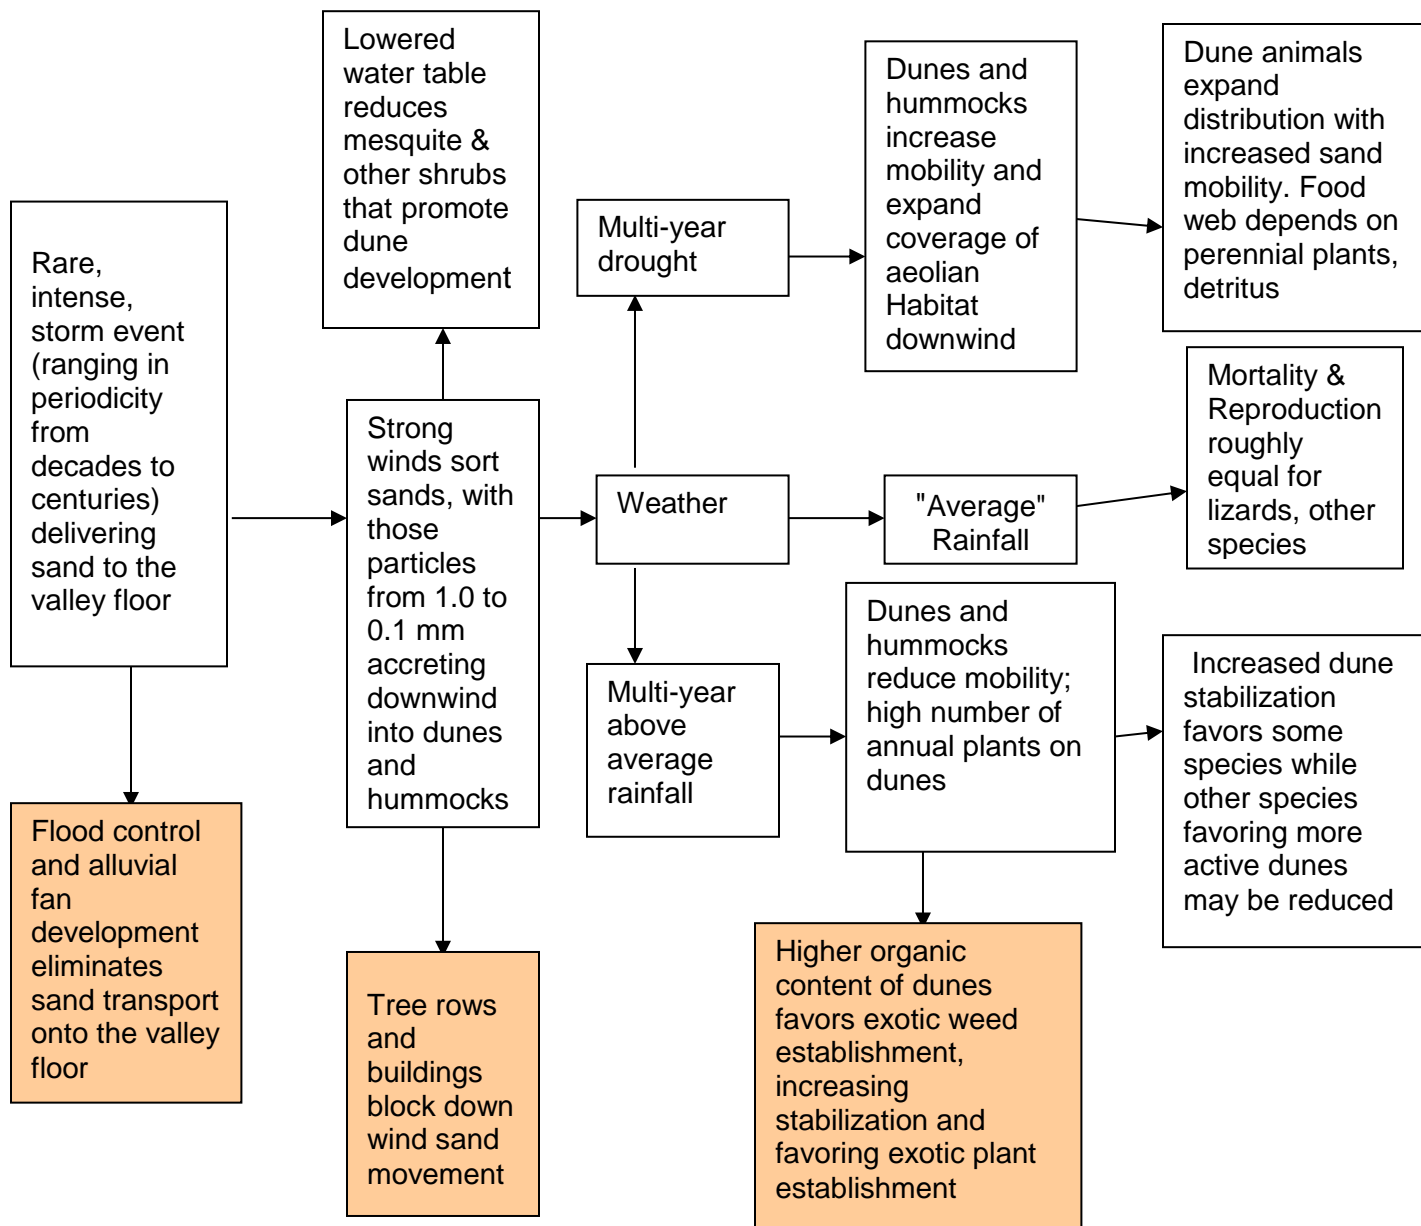 Rare,
intense,
storm event
(ranging in
periodicity
from
decades to
centuries)
delivering
sand to the
valley floor
Flood control
and alluvial
fan
development
eliminates
sand transport
onto the valley
floor
Lowered
water table
reduces
mesquite &
other shrubs
that promote
dune
development
Strong
winds sort
sands, with
those
particles
from 1.0 to
0.1 mm
accreting
downwind
into dunes
and
hummocks
Tree rows
and
buildings
block down
wind sand
movement
Multi-year
drought
Weather
Multi-year
above
average
rainfall
Dunes and
hummocks
increase
mobility and
expand
coverage of
aeolian
Habitat
downwind
"Average"
Rainfall
Dunes and
hummocks
reduce mobility;
high number of
annual plants on
dunes
Higher organic
content of dunes
favors exotic weed
establishment,
increasing
stabilization and
favoring exotic plant
establishment
Dune animals
expand
distribution with
increased sand
mobility. Food
web depends on
perennial plants,
detritus
Mortality &
Reproduction
roughly
equal for
lizards, other
species
Increased dune
stabilization
favors some
species while
other species
favoring more
active dunes
may be reduced